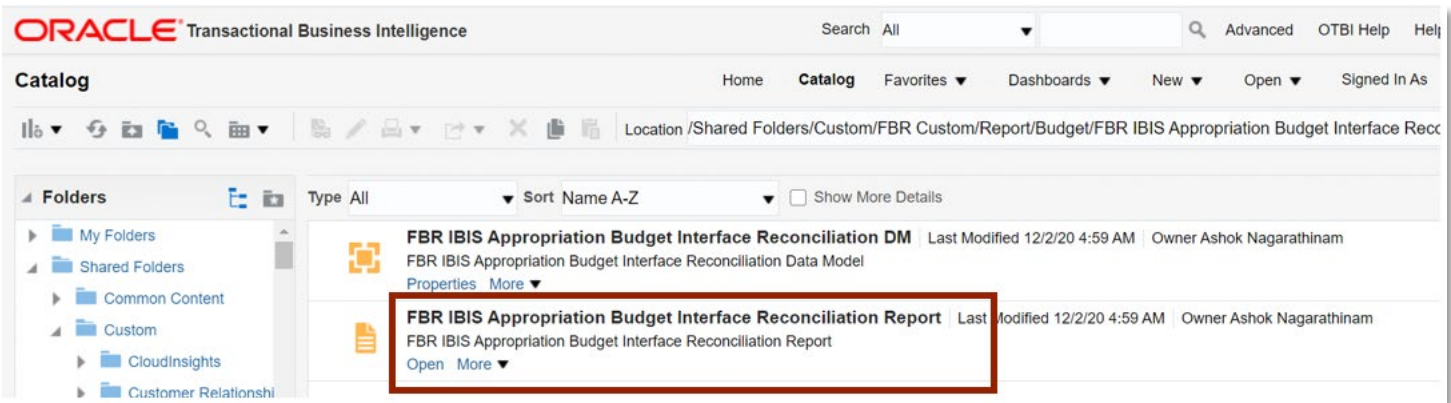 ORACLE Transactional Business Intelligence Search All Advanced OTBI Help Help
Catalog Home Catalog Favorites Dashboards New Open Signed In As
Location /Shared Folders/Custom/FBR Custom/Report/Budget/FBR IBIS Appropriation Budget Interface Reco
Folders Type All Sort Name A-Z Show More Details
My Folders
Shared Folders
Common Content
Custom
CloudInsights
Customer Relationshi
FBR IBIS Appropriation Budget Interface Reconciliation DM Last Modified 12/2/20 4:59 AM Owner Ashok Nagarathinam
FBR IBIS Appropriation Budget Interface Reconciliation Data Model
Properties More
FBR IBIS Appropriation Budget Interface Reconciliation Report Last Modified 12/2/20 4:59 AM Owner Ashok Nagarathinam
FBR IBIS Appropriation Budget Interface Reconciliation Report
Open More